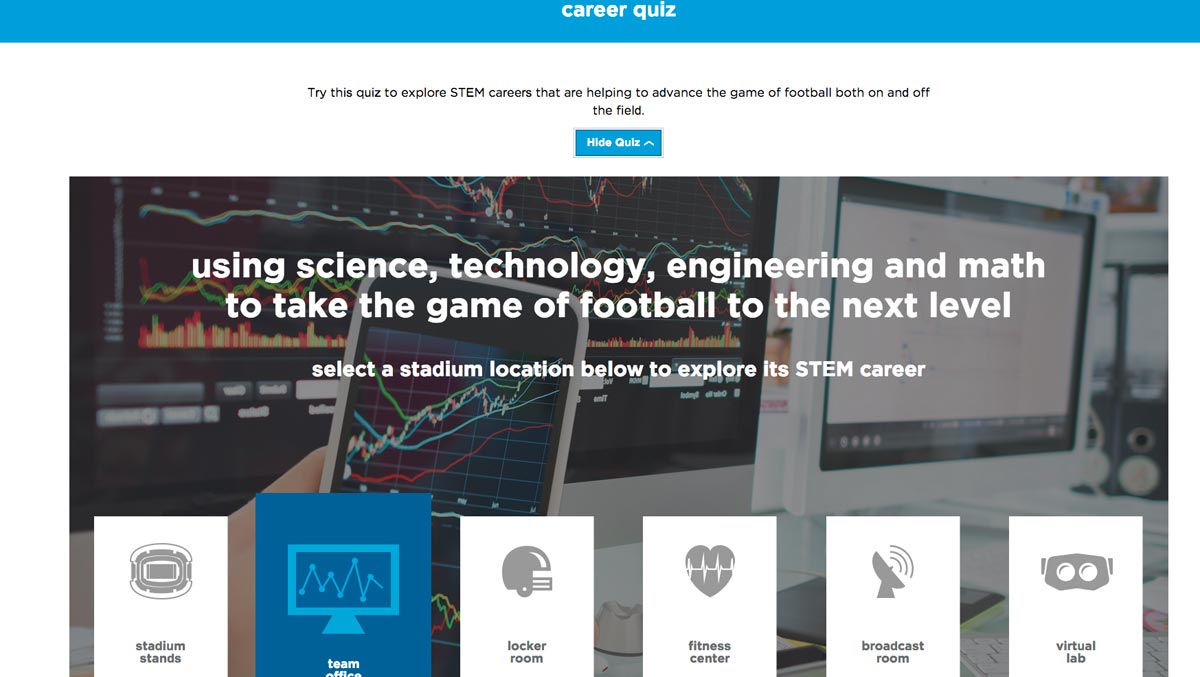 career quiz
Try this quiz to explore STEM careers that are helping to advance the game of football both on and off
the field.
Hide Quiz
using science, technology, engineering and math
to take the game of football to the next level
select a stadium location below to explore its STEM career
stadium
stands
team
office
locker
room
fitness
center
broadcast
room
virtual
lab